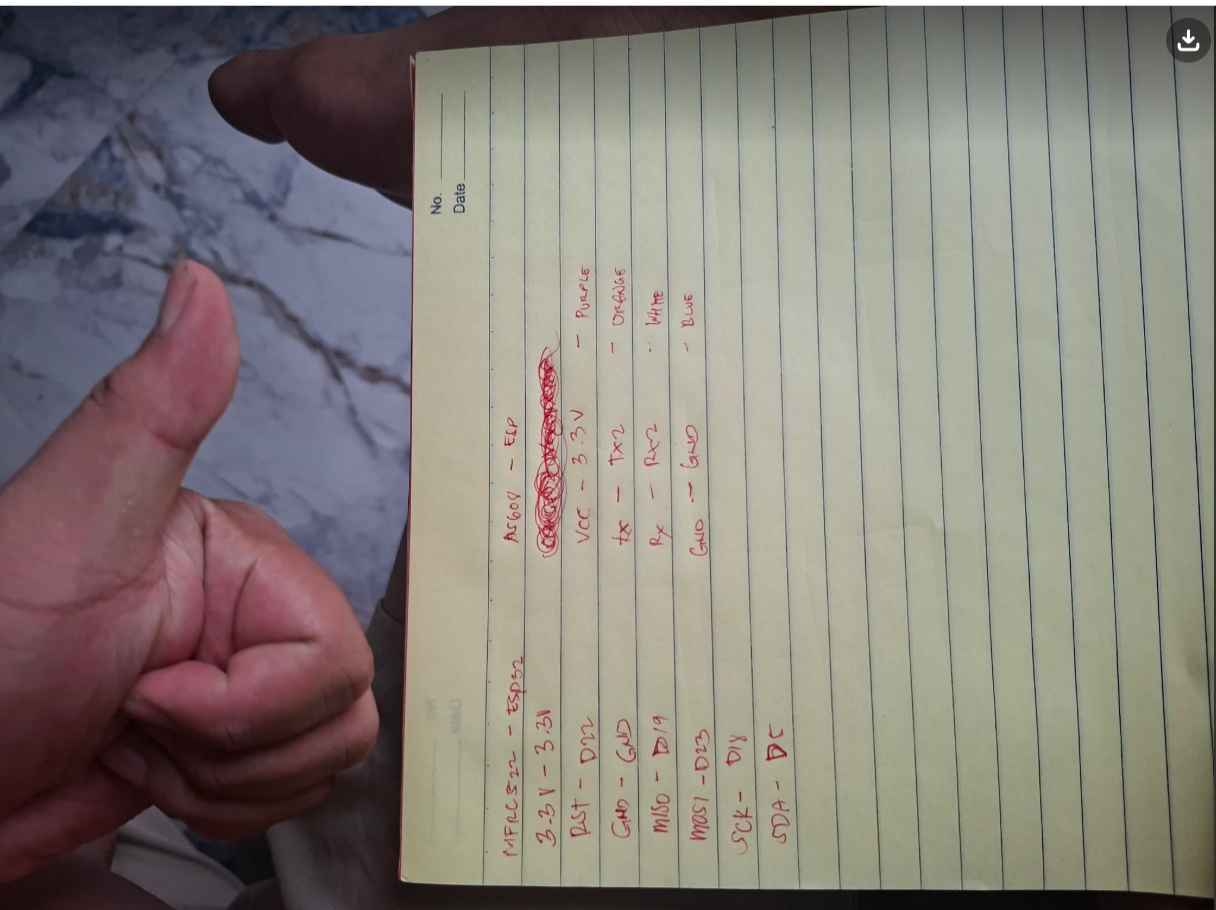 No.
Date
MFRC522 - ESP32
3.3V - 3.3V
RST - D22
GND - GND
MISO - D19
MOSI - D23
SCK - D18
SDA - D5
AS608 - ESP
VCC - 3.3V - PURPLE
tx - TX2 - ORANGE
Rx - RX2 - WHITE
GND - GND - BLUE